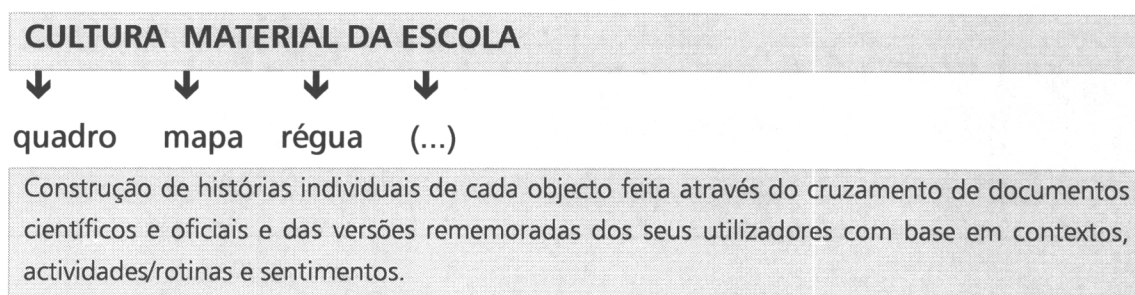 CULTURA MATERIAL DA ESCOLA
quadro mapa régua (...)
Construção de histórias individuais de cada objecto feita através do cruzamento de documentos
científicos e oficiais e das versões rememoradas dos seus utilizadores com base em contextos,
actividades/rotinas e sentimentos.